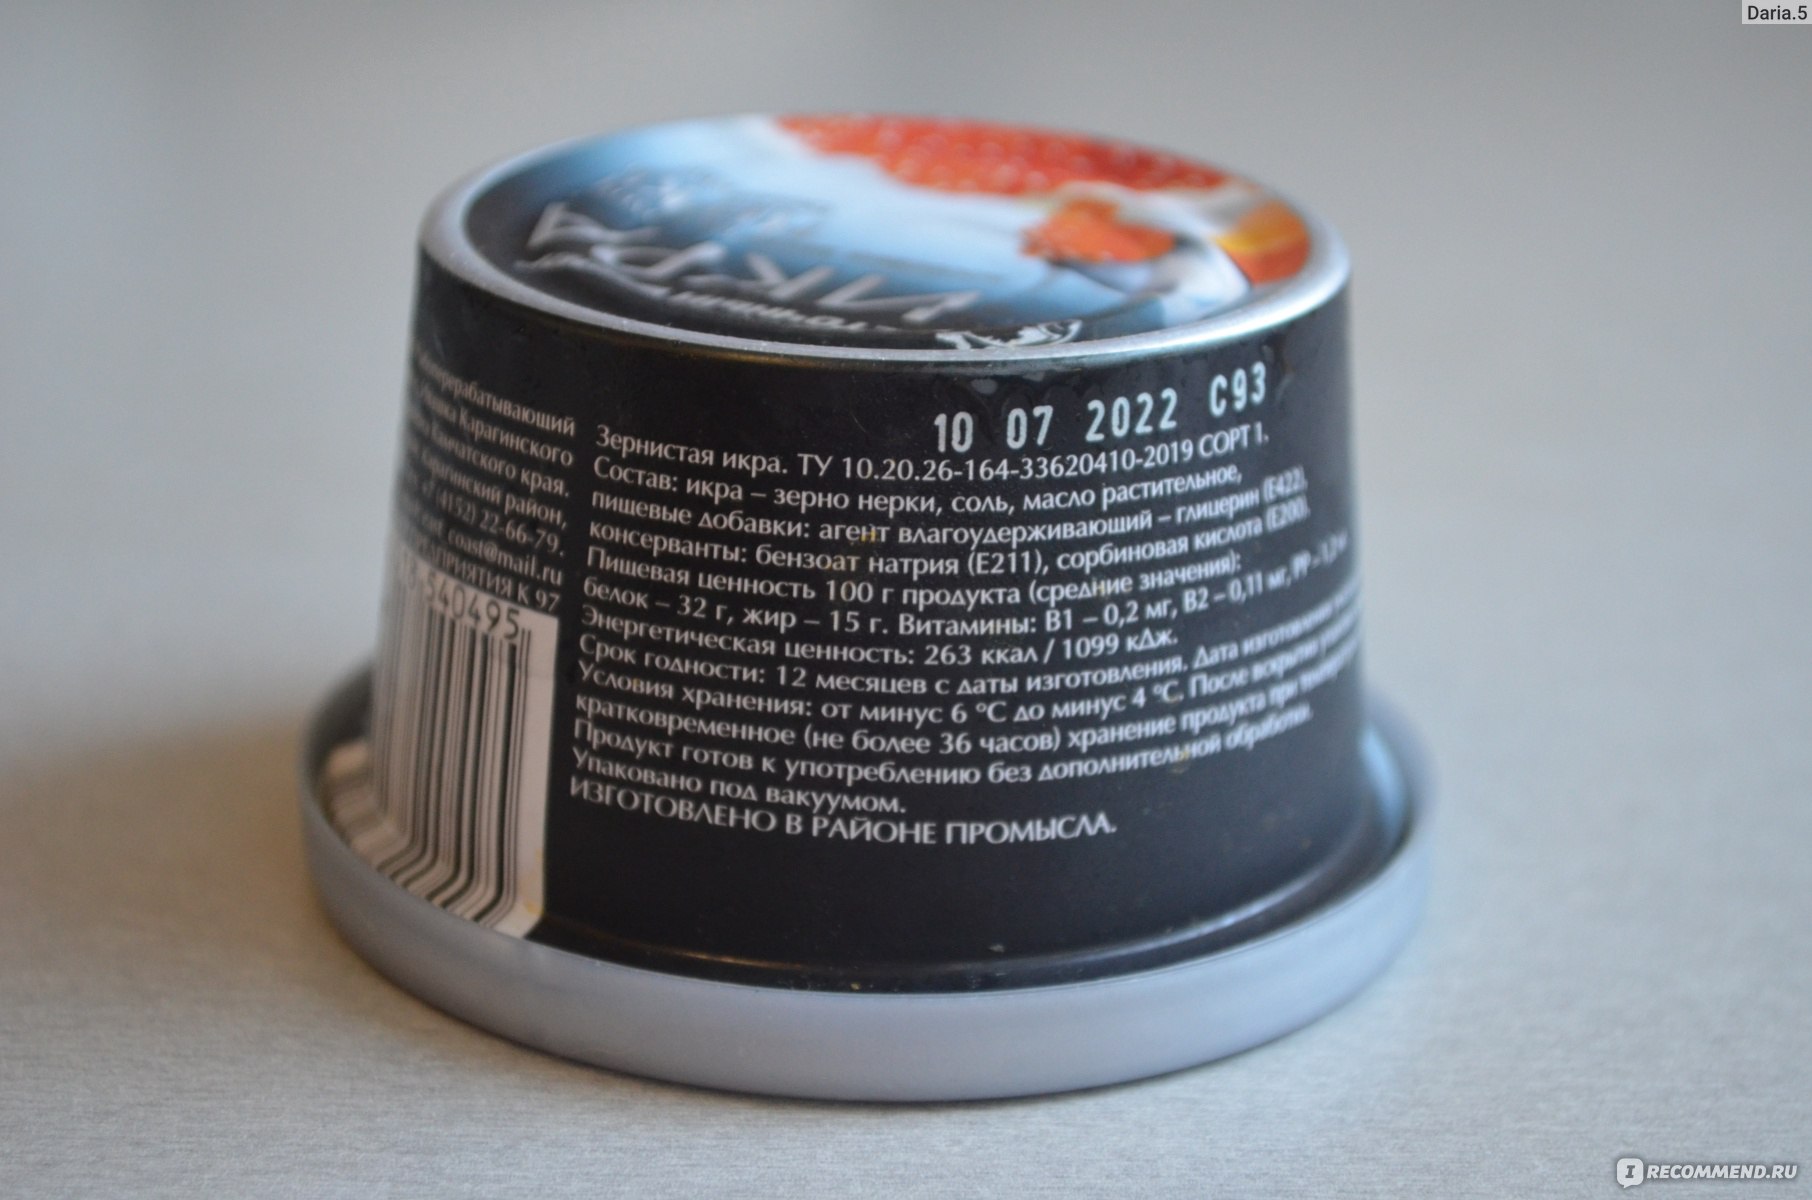 Daria.5
ИКРА
10 07 2022 C93
Зернистая икра. ТУ 10.20.26-164-33620410-2019 СОРТ 1.
Состав: икра – зерно нерки, соль, масло растительное,
пищевые добавки: агент влагоудерживающий – глицерин (Е422),
консерванты: бензоат натрия (Е211), сорбиновая кислота (Е200).
Пищевая ценность 100 г продукта (средние значения):
белок – 32 г, жир – 15 г. Витамины: В1 – 0,2 мг, В2 – 0,11 мг, РР –
Энергетическая ценность: 263 ккал / 1099 кДж.
Срок годности: 12 месяцев с даты изготовления. Дата изготовления
Условия хранения: от минус 6 °С до минус 4 °С. После вскрытия
кратковременное (не более 36 часов) хранение продукта при
Продукт готов к употреблению без дополнительной обработки.
Упаковано под вакуумом.
ИЗГОТОВЛЕНО В РАЙОНЕ ПРОМЫСЛА.
Карагинского
Камчатского края.
Карагинский район,
(4152) 22-66-79.
coast@mail.ru
К 97
540495
IRECOMMEND.RU